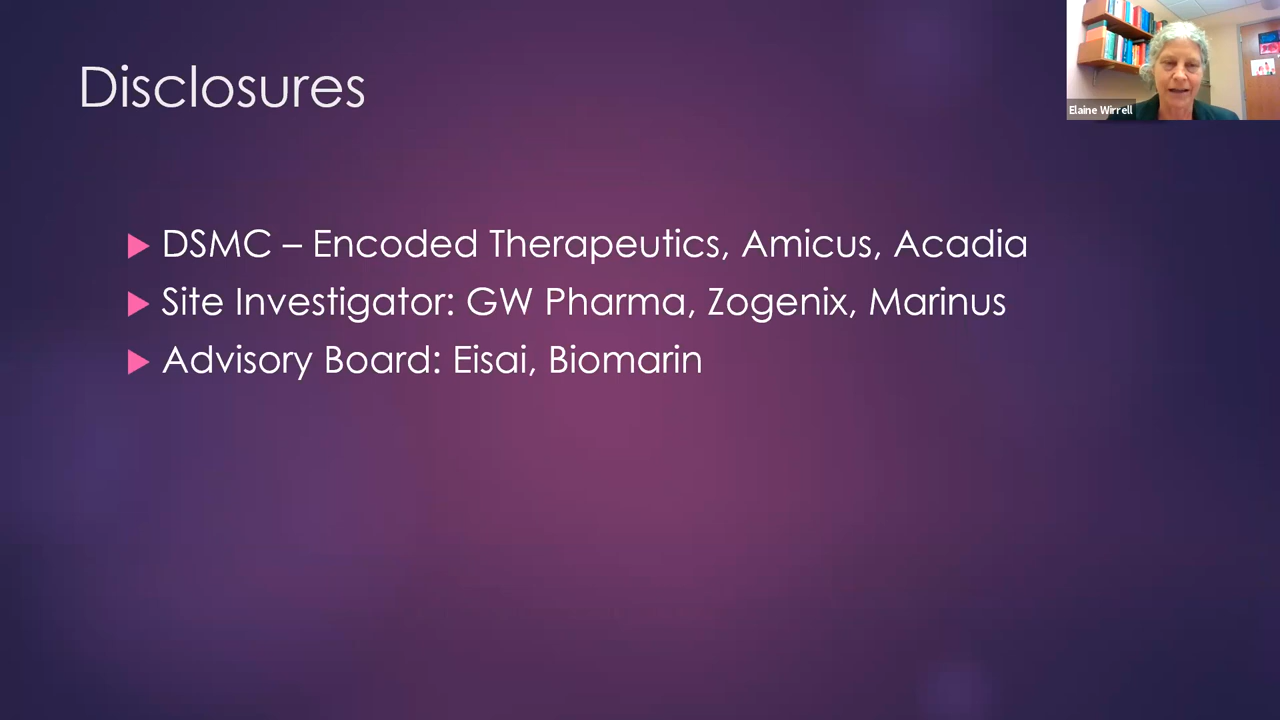 Disclosures
Elaine Wirrell
DSMC – Encoded Therapeutics, Amicus, Acadia
Site Investigator: GW Pharma, Zogenix, Marinus
Advisory Board: Eisai, Biomarin